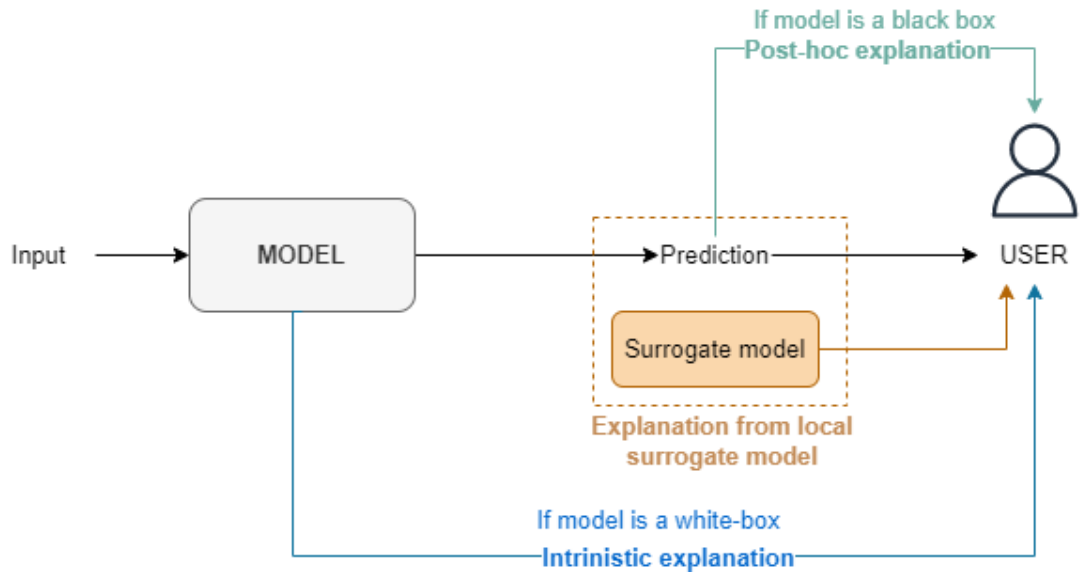 If model is a black box
Post-hoc explanation
Input
MODEL
Prediction
USER
Surrogate model
Explanation from local
surrogate model
If model is a white-box
Intrinistic explanation